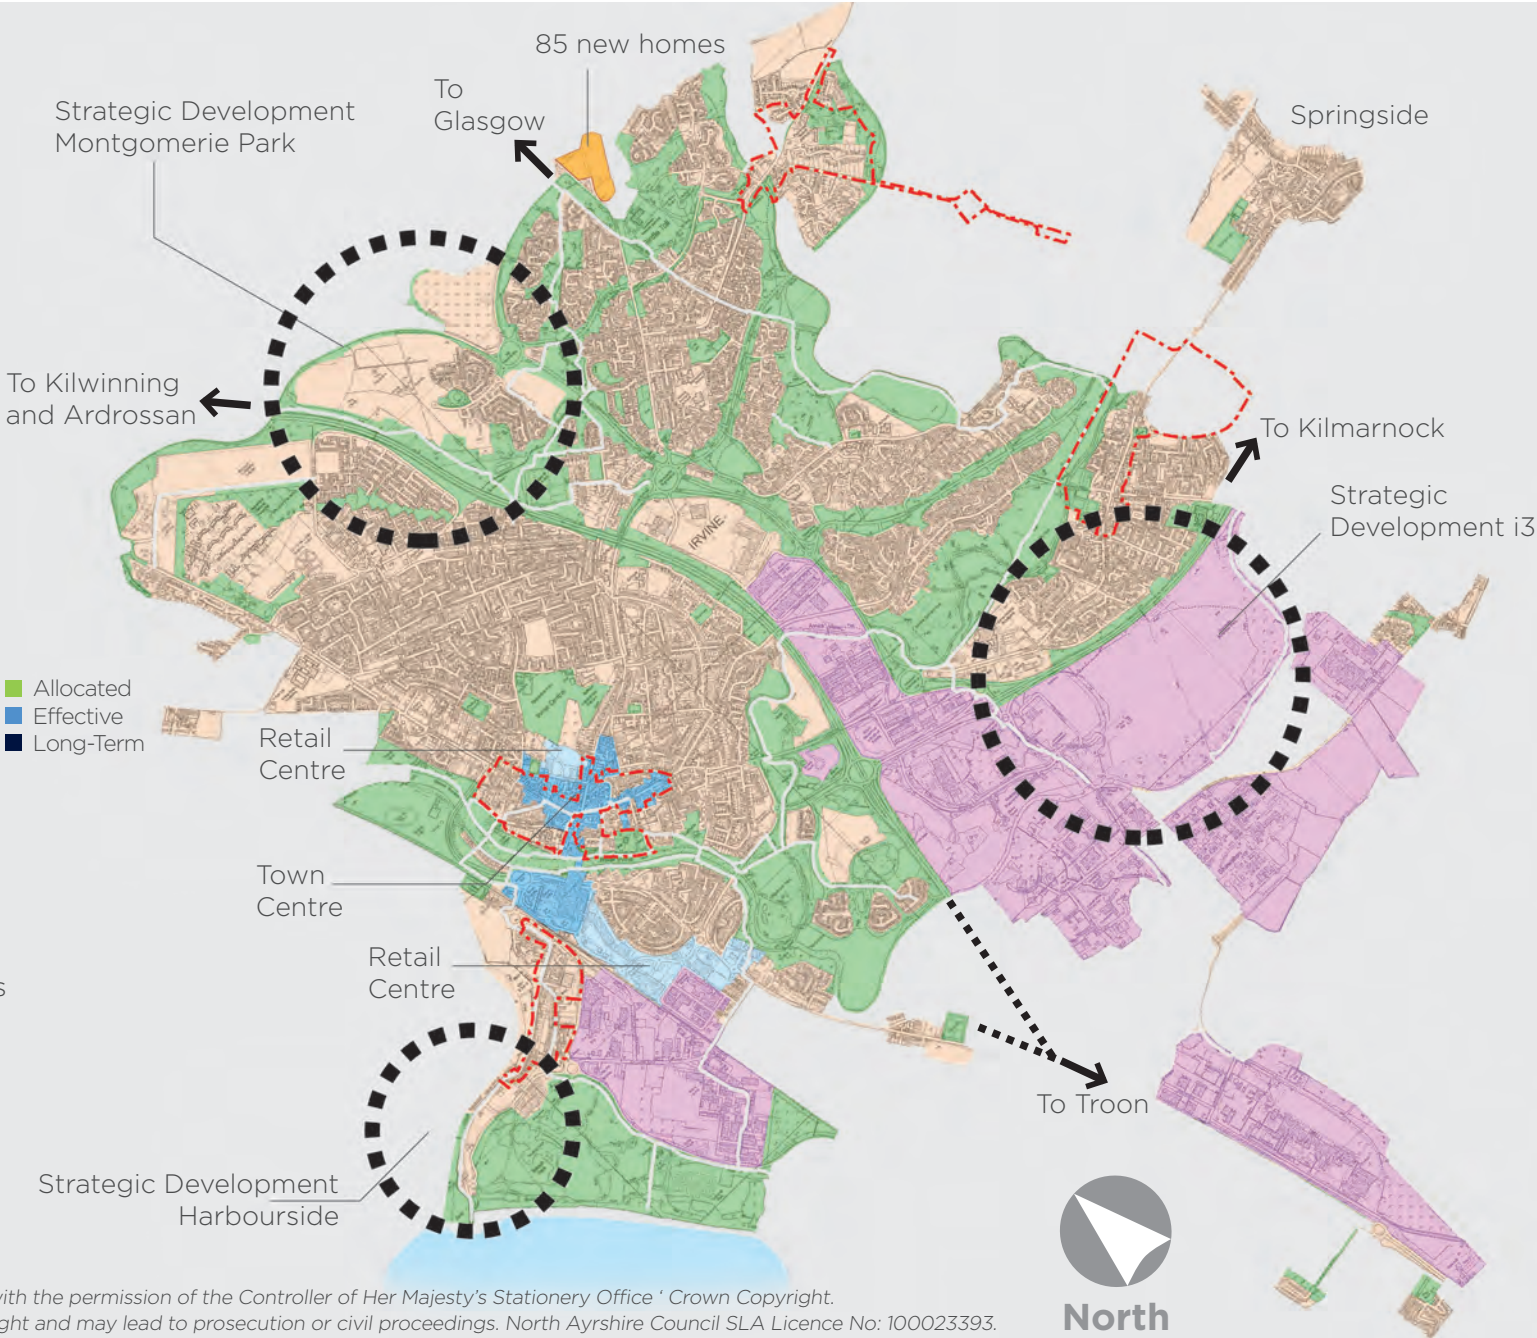 85 new homes
To
Glasgow
Strategic Development
Montgomerie Park
Springside
To Kilwinning
and Ardrossan
To Kilmarnock
Strategic
Development i3
IRVINE
Allocated
Effective
Long-Term
Retail
Centre
Town
Centre
Retail
Centre
s
To Troon
Strategic Development
Harbourside
North
with the permission of the Controller of Her Majesty's Stationery Office ‘ Crown Copyright.
ght and may lead to prosecution or civil proceedings. North Ayrshire Council SLA Licence No: 100023393.